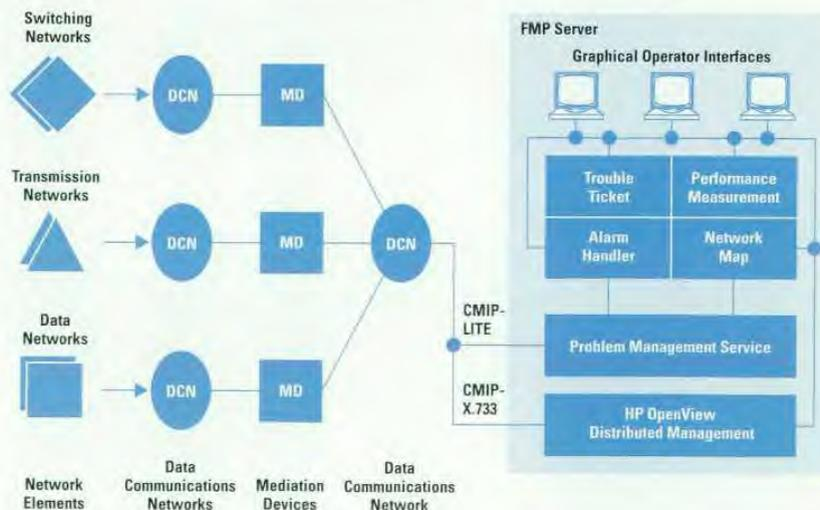 Switching
Networks
DCN
MD
Transmission
Networks
DCN
MD
DCN
Data
Networks
DCN
MD
CMIP-
LITE
CMIP-
X.733
Network
Elements
Data
Communications
Networks
Mediation
Devices
Data
Communications
Network
FMP Server
Graphical Operator Interfaces
Trouble
Ticket
Performance
Measurement
Alarm
Handler
Network
Map
Problem Management Service
HP OpenView
Distributed Management